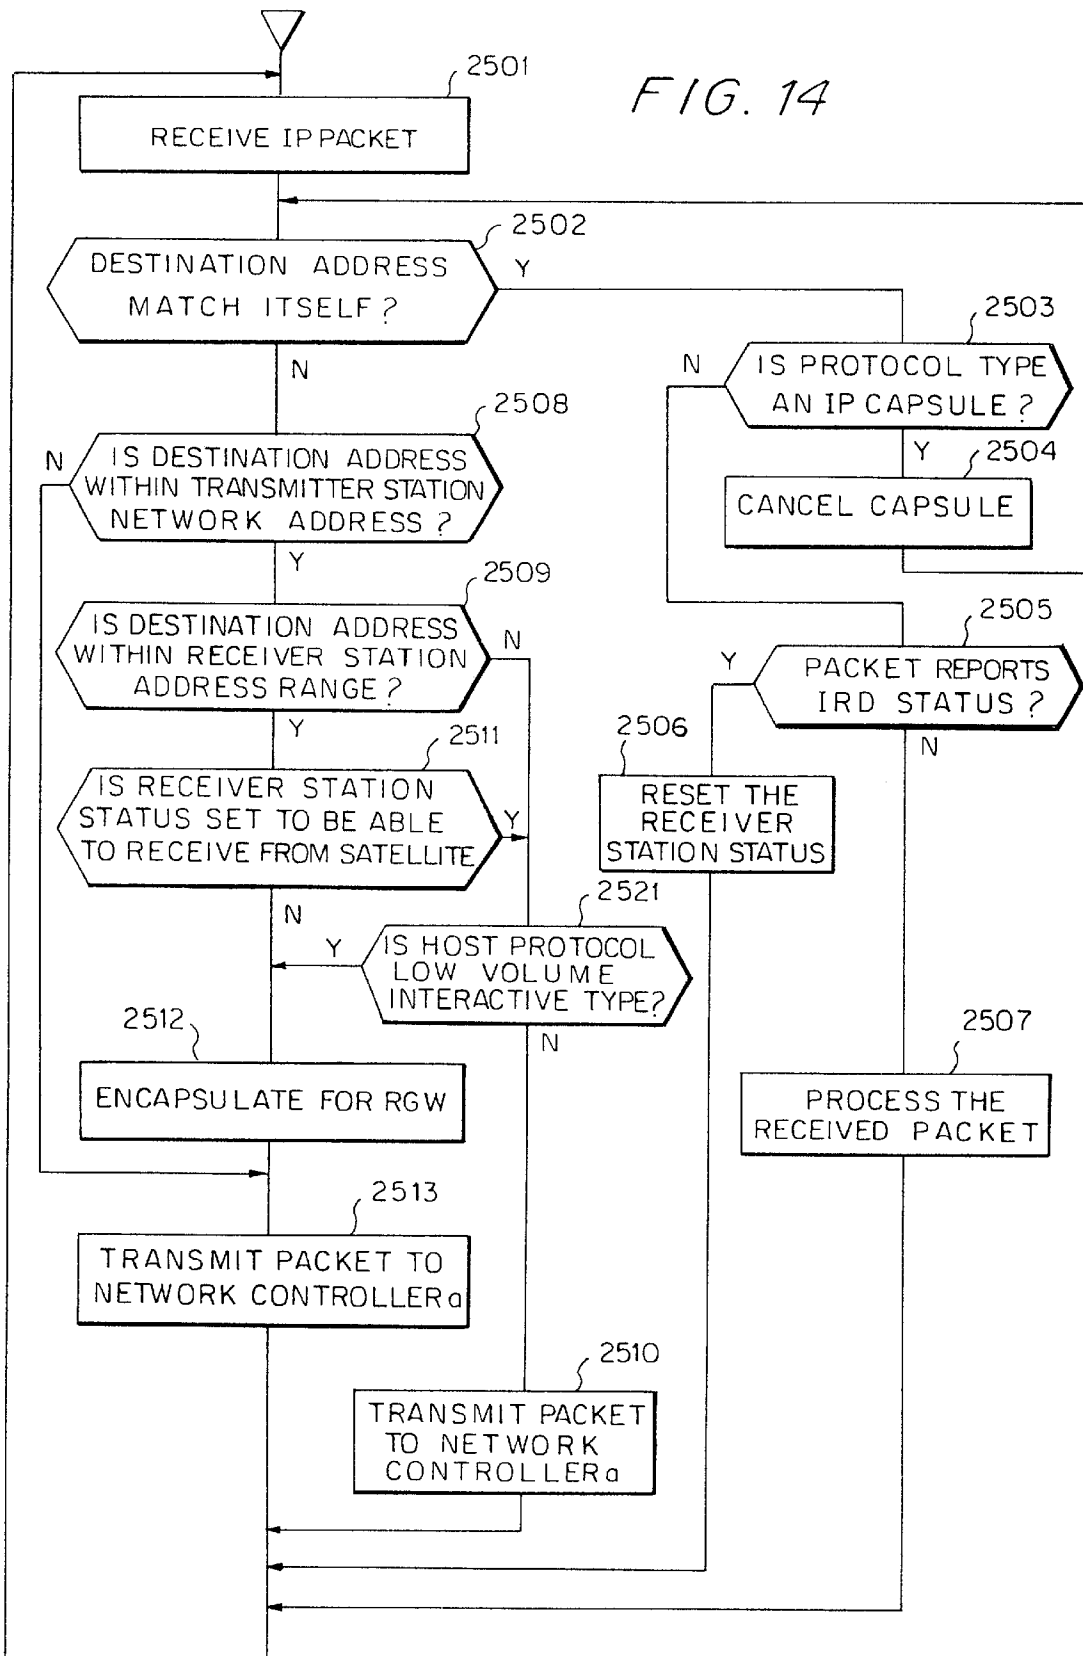 FIG. 14
2501
RECEIVE IP PACKET
2502
DESTINATION ADDRESS
MATCH ITSELF?
Y
N
2503
IS PROTOCOL TYPE
AN IP CAPSULE?
N
Y
2504
CANCEL CAPSULE
2508
IS DESTINATION ADDRESS
WITHIN TRANSMITTER STATION
NETWORK ADDRESS?
N
Y
2509
IS DESTINATION ADDRESS
WITHIN RECEIVER STATION
ADDRESS RANGE?
N
Y
2505
PACKET REPORTS
IRD STATUS?
Y
N
2506
RESET THE
RECEIVER
STATION STATUS
2511
IS RECEIVER STATION
STATUS SET TO BE ABLE
TO RECEIVE FROM SATELLITE
Y
N
2521
IS HOST PROTOCOL
LOW VOLUME
INTERACTIVE TYPE?
Y
N
2507
PROCESS THE
RECEIVED PACKET
2512
ENCAPSULATE FOR RGW
2513
TRANSMIT PACKET TO
NETWORK CONTROLLER a
2510
TRANSMIT PACKET
TO NETWORK
CONTROLLER a